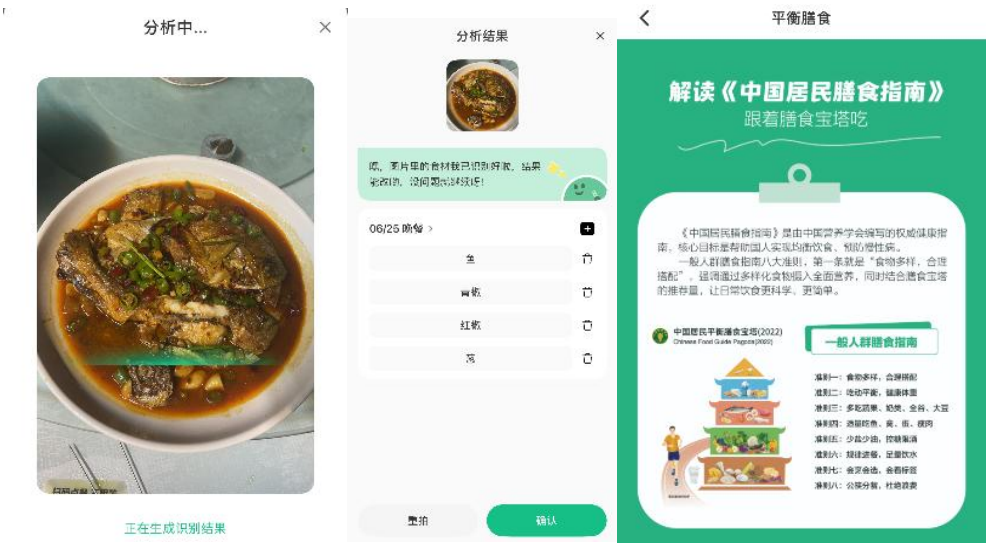 分析中...
正在生成识别结果
分析结果
嗯，图片里的食材我已识别好啦，结果
06/25 晚餐 >
鱼
青椒
红椒
葱
重拍
确认
平衡膳食
解读《中国居民膳食指南》
跟着膳食宝塔吃
《中国居民膳食指南》是由中国营养学会编写的权威健康指
南，核心目标是帮助国人实现均衡饮食、预防慢性病。
一般人群膳食指南八大准则，第一条就是“食物多样，合理
搭配”，强调通过多样化食物摄入全面营养，同时结合膳食宝塔
的推荐量，让日常饮食更科学、更简单。
中国居民平衡膳食宝塔(2022)
Chinese Food Guide Pagoda(2022)
一般人群膳食指南
准则一：食物多样，合理搭配
准则二：吃动平衡，健康体重
准则三：多吃蔬果、奶类、全谷、大豆
准则四：适量吃鱼、禽、蛋、瘦肉
准则五：少盐少油，控糖限酒
准则六：规律进餐，足量饮水
准则七：会烹会选，会看标签
准则八：公筷分餐，杜绝浪费